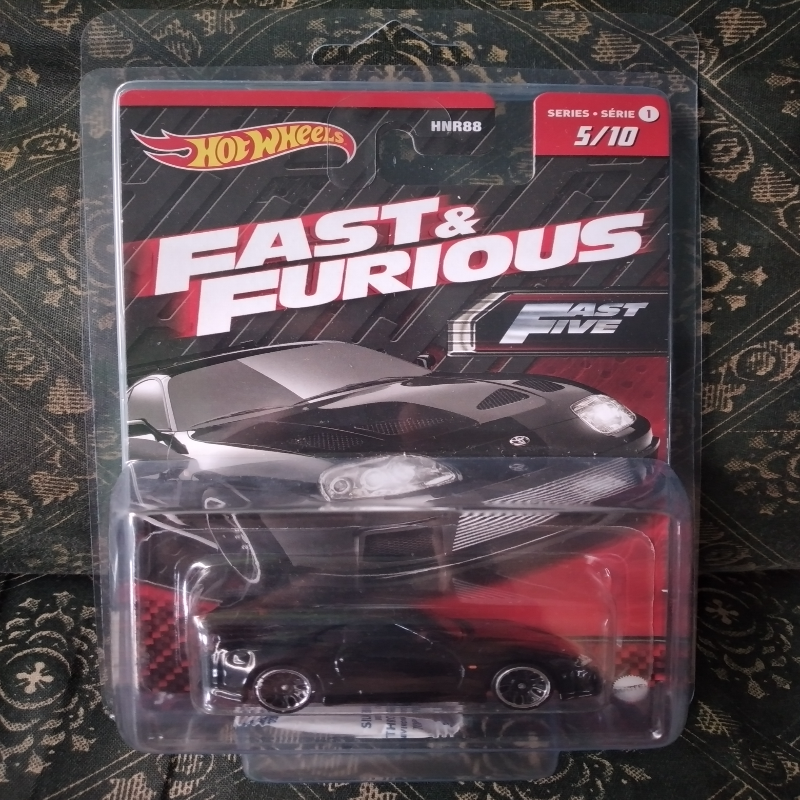 HOT WHEELS
HNR88
SERIES • SÉRIE 1
5/10
FAST &
FURIOUS
FAST
FIVE